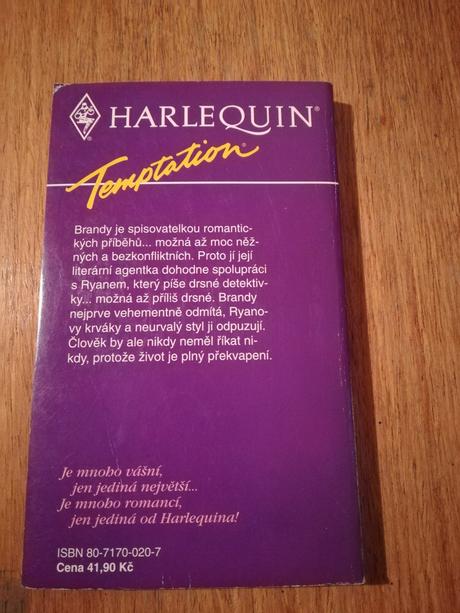 HARLEQUIN®
Temptation®
Brandy je spisovatelkou romantic-
kých příběhů... možná až moc něž-
ných a bezkonfliktních. Proto jí její
literární agentka dohodne spolupráci
s Ryanem, který píše drsné detektiv-
ky... možná až příliš drsné. Brandy
nejprve vehementně odmítá, Ryano-
vy krváky a neurvalý styl ji odpuzují.
Člověk by ale nikdy neměl říkat ni-
kdy, protože život je plný překvapení.
Je mnoho vášní,
jen jediná největší...
Je mnoho romancí,
jen jediná od Harlequina!
ISBN 80-7170-020-7
Cena 41,90 Kč